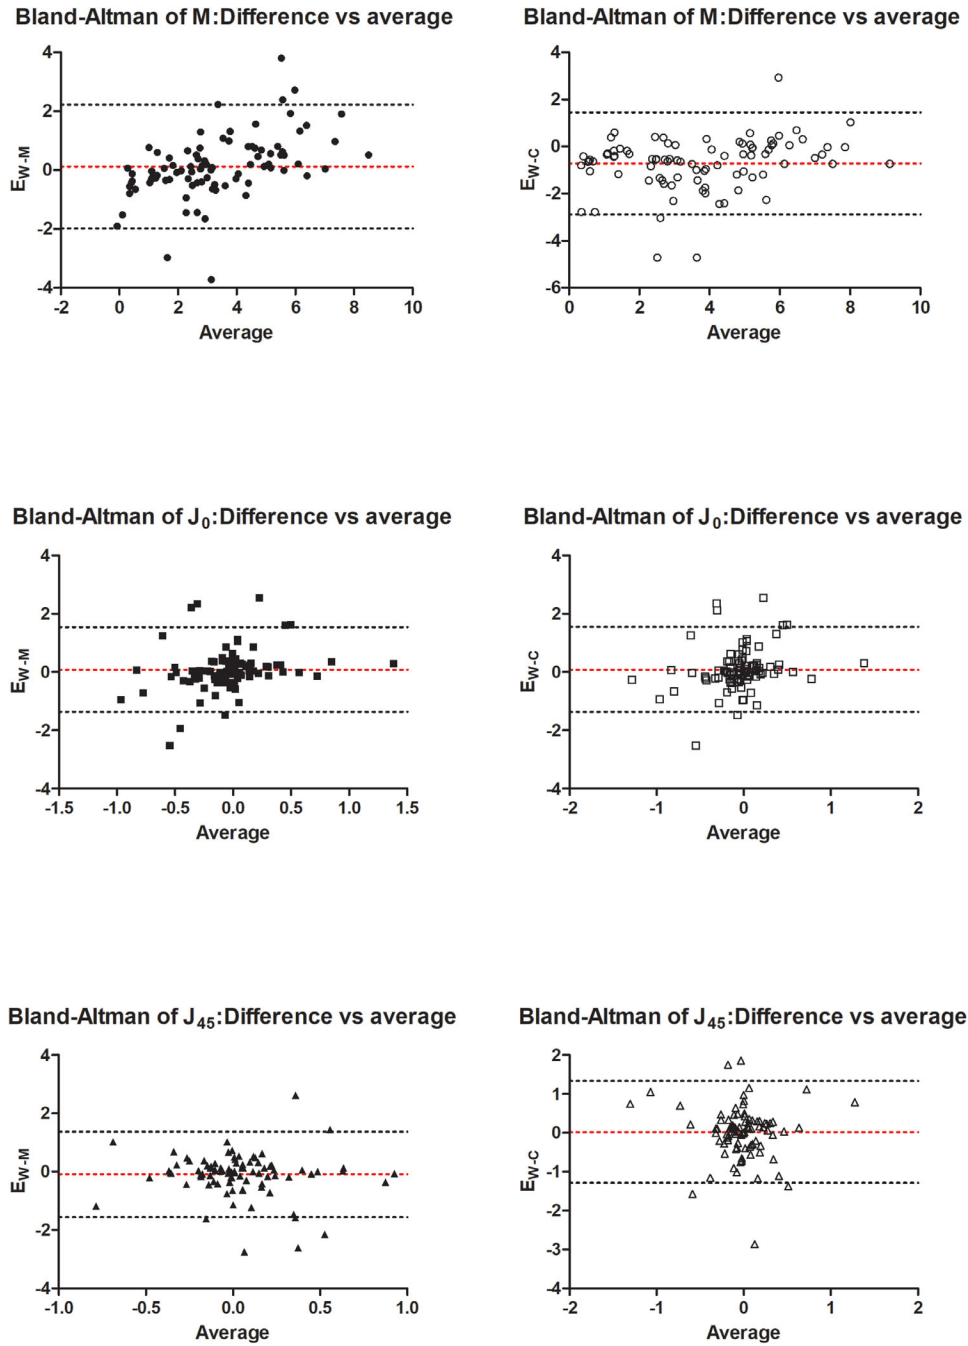 Bland-Altman of M:Difference vs average
4
2
0
-2
-4
E_W-M
-2 0 2 4 6 8 10
Average
Bland-Altman of M:Difference vs average
4
2
0
-2
-4
-6
E_W-C
0 2 4 6 8 10
Average
Bland-Altman of J₀:Difference vs average
4
2
0
-2
-4
E_W-M
-1.5 -1.0 -0.5 0.0 0.5 1.0 1.5
Average
Bland-Altman of J₀:Difference vs average
4
2
0
-2
-4
E_W-C
-2 -1 0 1 2
Average
Bland-Altman of J₄₅:Difference vs average
4
2
0
-2
-4
E_W-M
-1.0 -0.5 0.0 0.5 1.0
Average
Bland-Altman of J₄₅:Difference vs average
2
1
0
-1
-2
-3
-4
E_W-C
-2 -1 0 1 2
Average